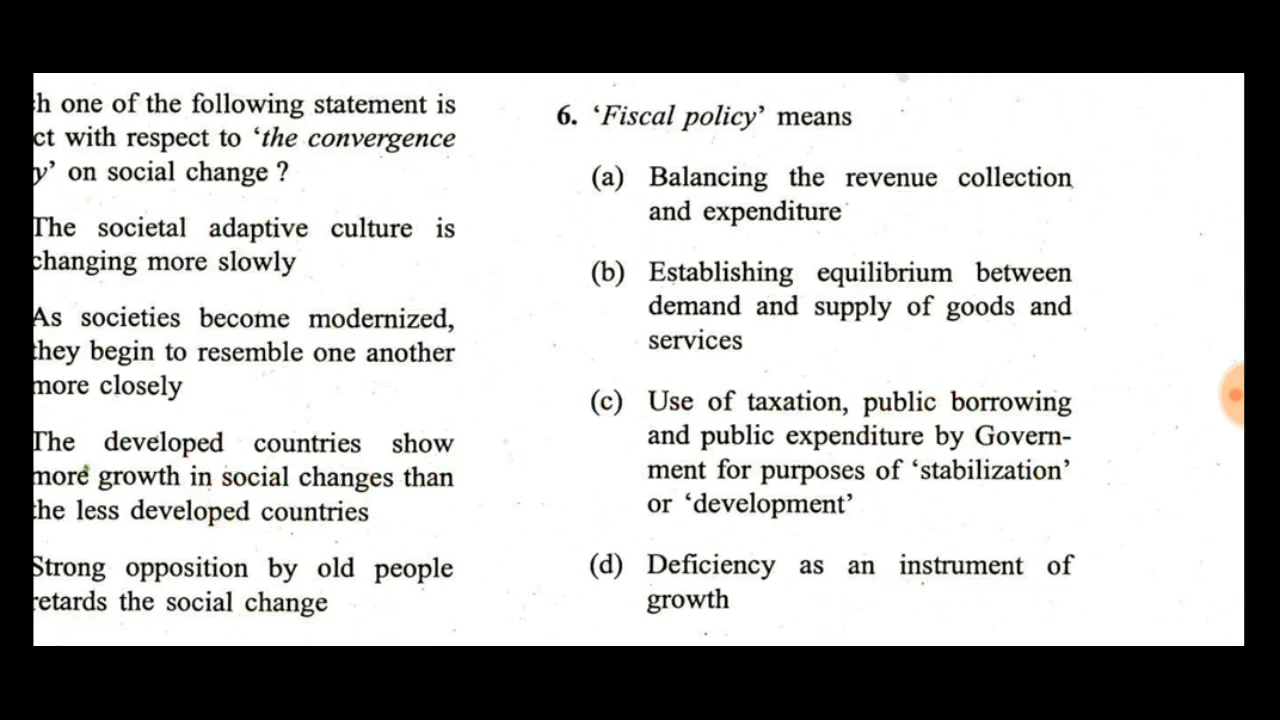 h one of the following statement is
ct with respect to ‘the convergence
y’ on social change ?
The societal adaptive culture is
changing more slowly
As societies become modernized,
they begin to resemble one another
more closely
The developed countries show
more growth in social changes than
the less developed countries
Strong opposition by old people
retards the social change
6. ‘Fiscal policy’ means
(a) Balancing the revenue collection
and expenditure
(b) Establishing equilibrium between
demand and supply of goods and
services
(c) Use of taxation, public borrowing
and public expenditure by Govern-
ment for purposes of ‘stabilization’
or ‘development’
(d) Deficiency as an instrument of
growth